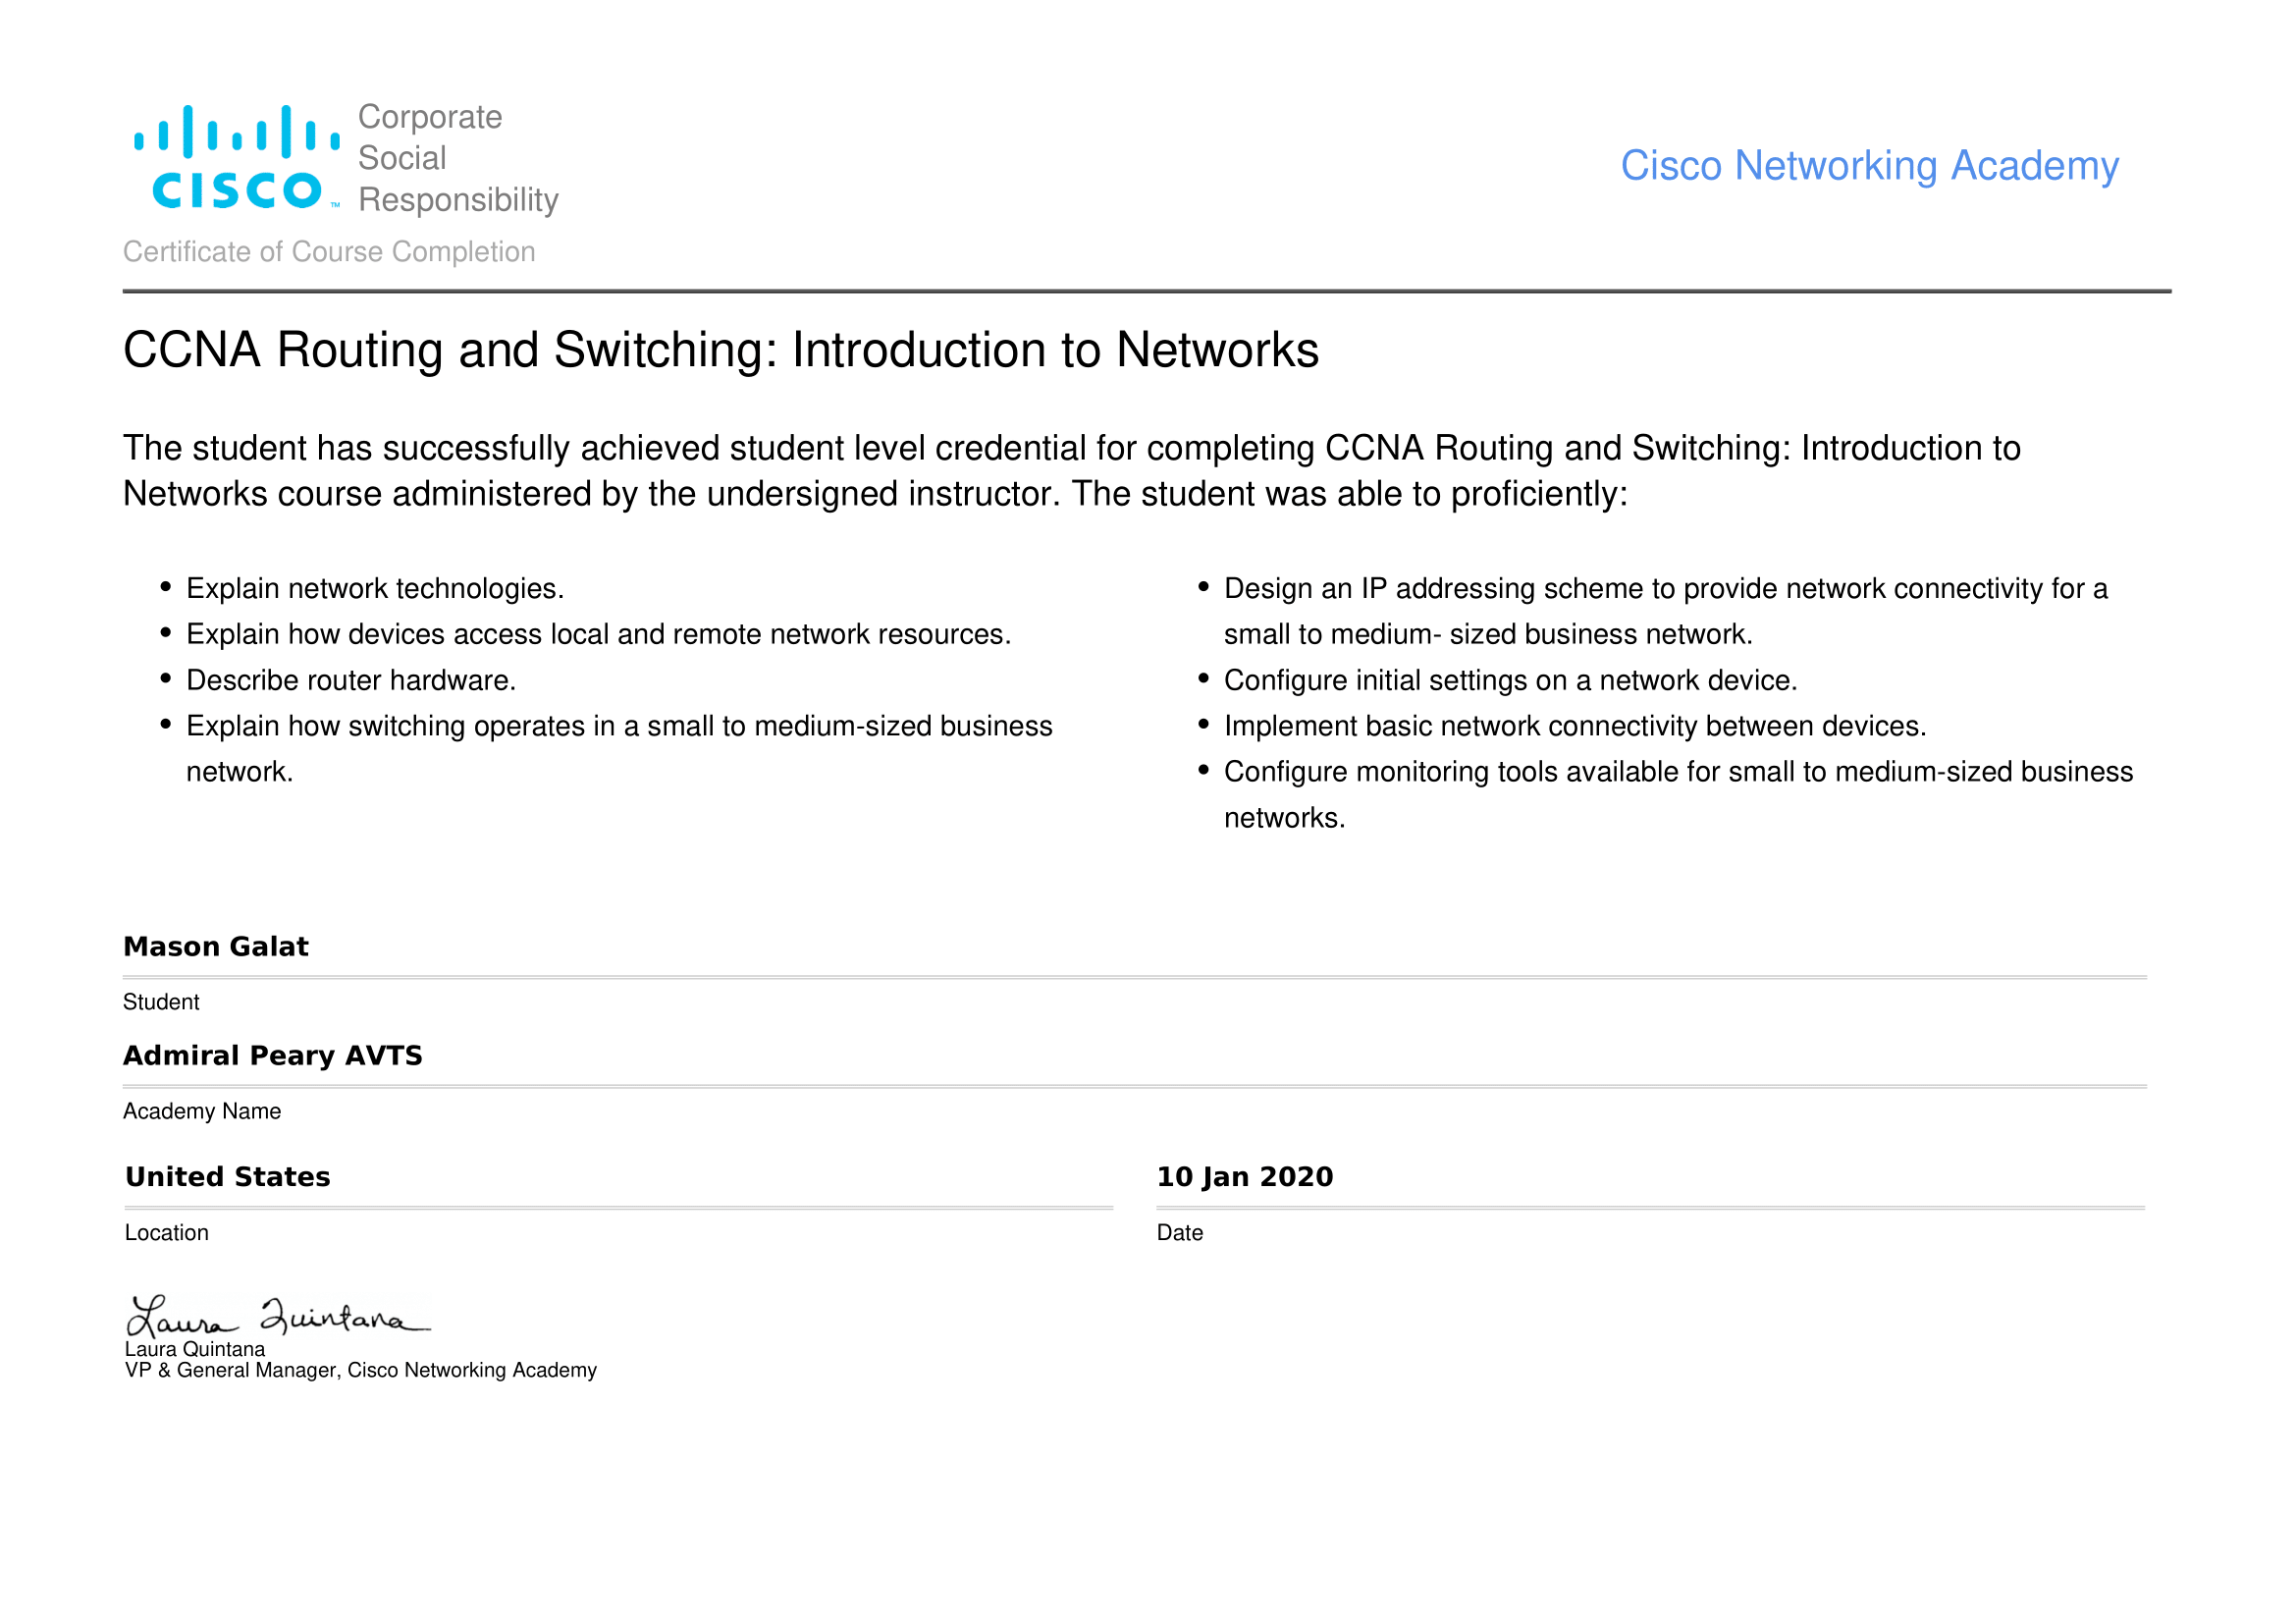 Corporate
Social
Responsibility
CISCO™
Cisco Networking Academy
Certificate of Course Completion
CCNA Routing and Switching: Introduction to Networks
The student has successfully achieved student level credential for completing CCNA Routing and Switching: Introduction to
Networks course administered by the undersigned instructor. The student was able to proficiently:
• Explain network technologies.
• Explain how devices access local and remote network resources.
• Describe router hardware.
• Explain how switching operates in a small to medium-sized business
network.
• Design an IP addressing scheme to provide network connectivity for a
small to medium- sized business network.
• Configure initial settings on a network device.
• Implement basic network connectivity between devices.
• Configure monitoring tools available for small to medium-sized business
networks.
Mason Galat
Student
Admiral Peary AVTS
Academy Name
United States
Location
10 Jan 2020
Date
Laura Quintana
Laura Quintana
VP & General Manager, Cisco Networking Academy